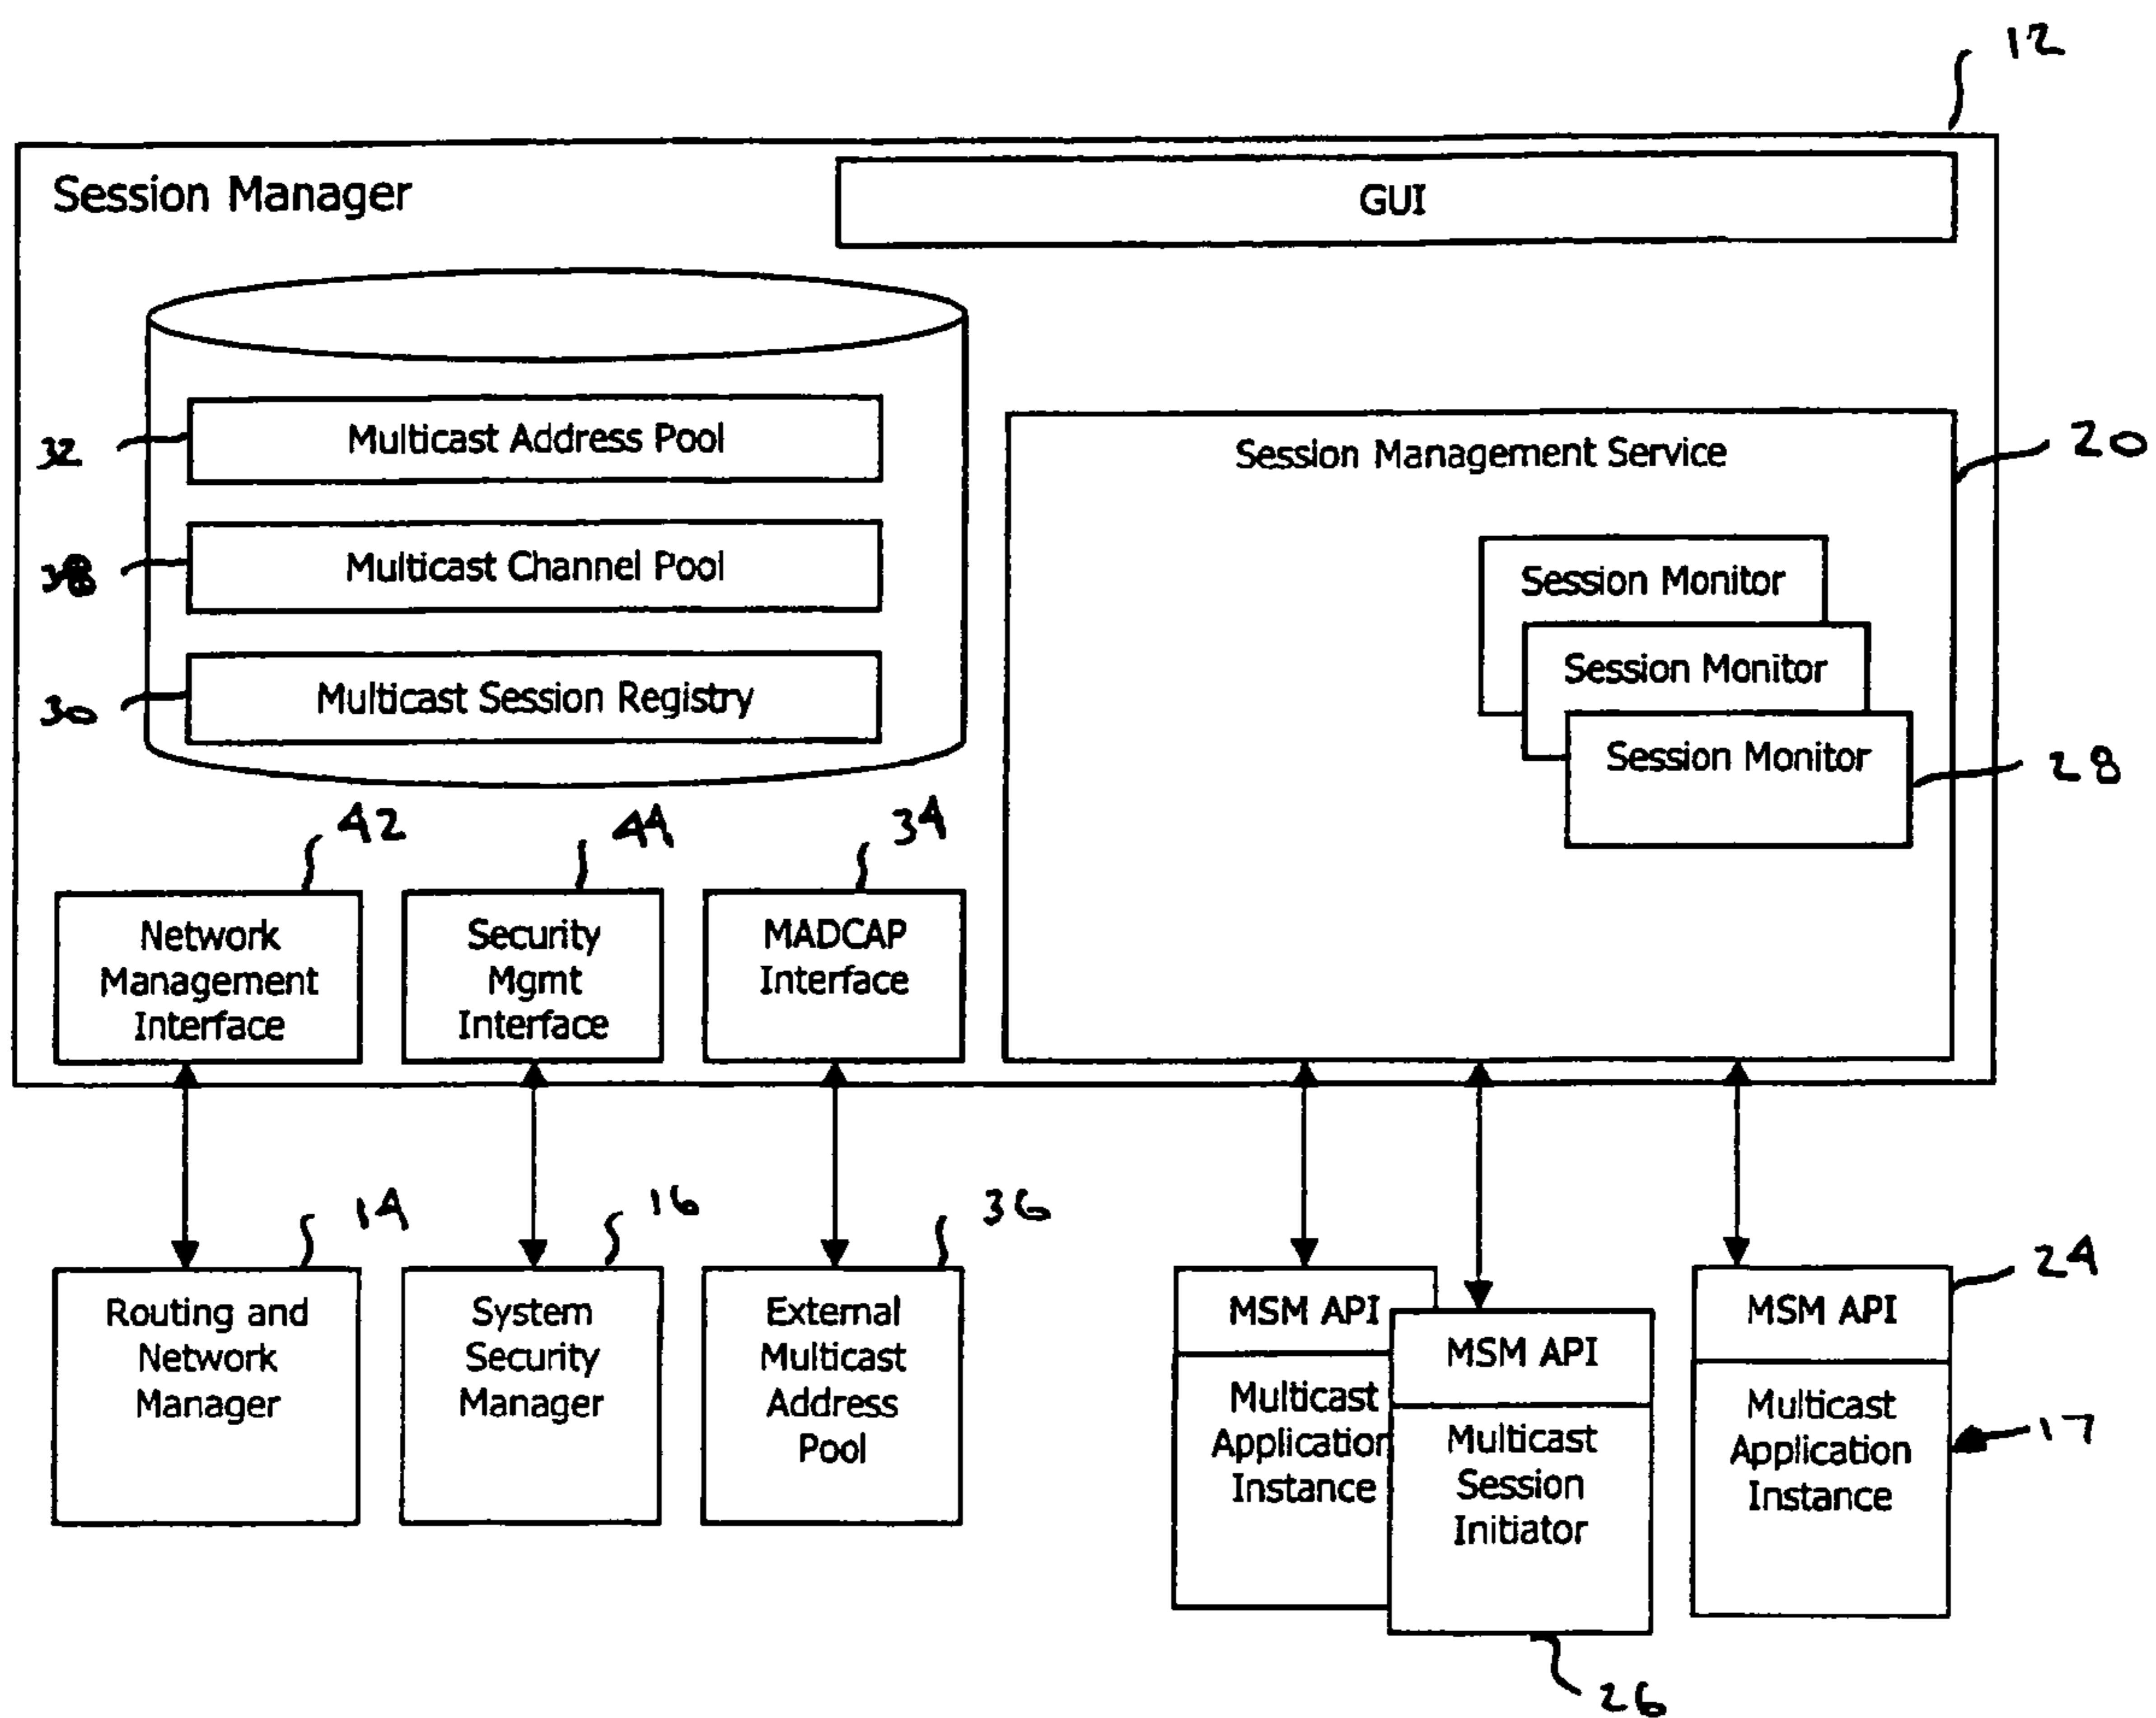 12
Session Manager
GUI
32
Multicast Address Pool
Session Management Service
20
38
Multicast Channel Pool
Session Monitor
Session Monitor
30
Multicast Session Registry
Session Monitor
28
42
44
34
Network
Management
Interface
Security
Mgmt
Interface
MADCAP
Interface
14
16
36
Routing and
Network
Manager
System
Security
Manager
External
Multicast
Address
Pool
MSM API
Multicast
Application
Instance
MSM API
Multicast
Session
Initiator
MSM API
24
Multicast
Application
Instance
17
26